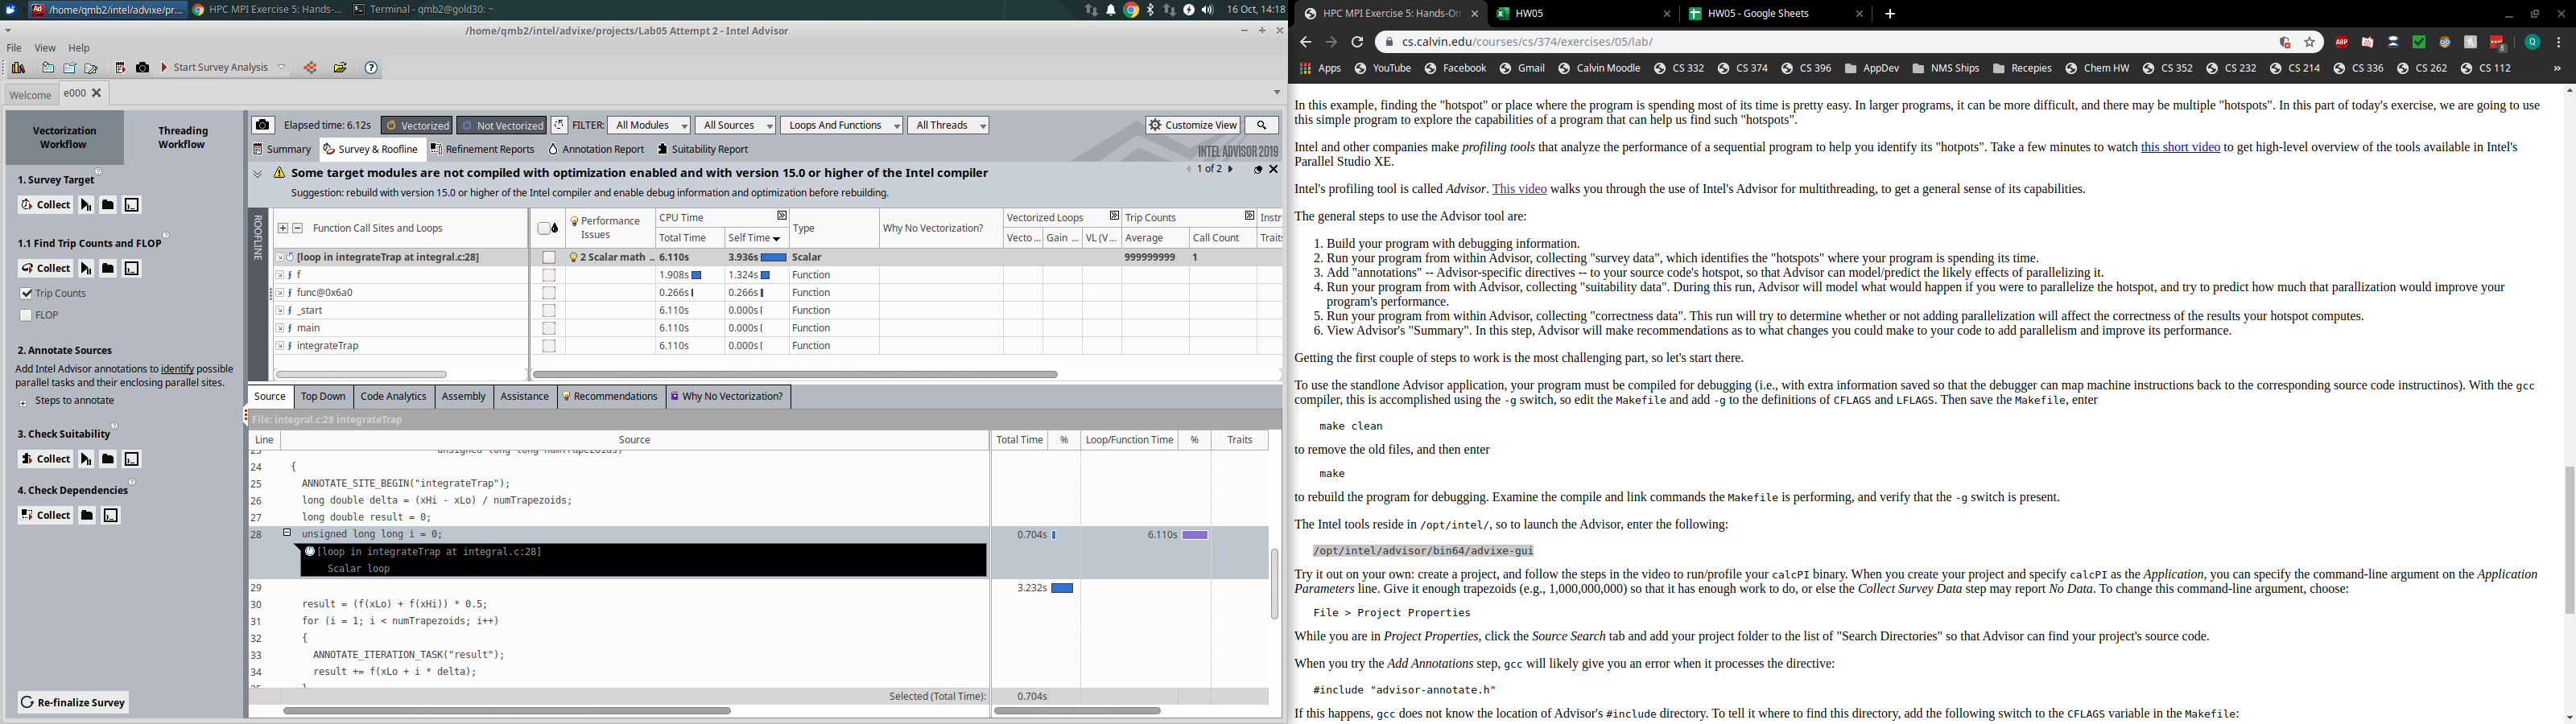 /home/qmb2/intel/advixe/pr...
HPC MPI Exercise 5: Hands-...
Terminal - qmb2@gold30: ~
16 Oct, 14:18
/home/qmb2/intel/advixe/projects/Lab05 Attempt 2 - Intel Advisor
File View Help
Start Survey Analysis
Welcome e000
Vectorization Workflow
Threading Workflow
1. Survey Target
Collect
1.1 Find Trip Counts and FLOP
Collect
Trip Counts
FLOP
2. Annotate Sources
Add Intel Advisor annotations to identify possible
parallel tasks and their enclosing parallel sites.
Steps to annotate
3. Check Suitability
Collect
4. Check Dependencies
Collect
Re-finalize Survey
Elapsed time: 6.12s Vectorized Not Vectorized FILTER: All Modules All Sources Loops And Functions All Threads Customize View
Summary Survey & Roofline Refinement Reports Annotation Report Suitability Report INTEL ADVISOR 2019
Some target modules are not compiled with optimization enabled and with version 15.0 or higher of the Intel compiler
1 of 2
Suggestion: rebuild with version 15.0 or higher of the Intel compiler and enable debug information and optimization before rebuilding.
ROOFLINE
Function Call Sites and Loops Performance Issues CPU Time Type Why No Vectorization? Vectorized Loops Trip Counts Instr
Total Time Self Time Vecto... Gain ... VL (V... Average Call Count Traits
[loop in integrateTrap at integral.c:28] 2 Scalar math .. 6.110s 3.936s Scalar 999999999 1
f 1.908s 1.324s Function
func@0x6a0 0.266s 0.266s Function
_start 6.110s 0.000s Function
main 6.110s 0.000s Function
integrateTrap 6.110s 0.000s Function
Source Top Down Code Analytics Assembly Assistance Recommendations Why No Vectorization?
File: integral.c:28 integrateTrap
Line Source Total Time % Loop/Function Time % Traits
23 unsigned long long numTrapezoids)
24 {
25 ANNOTATE_SITE_BEGIN("integrateTrap");
26 long double delta = (xHi - xLo) / numTrapezoids;
27 long double result = 0;
28 unsigned long long i = 0; 0.704s 6.110s
[loop in integrateTrap at integral.c:28]
Scalar loop
29 3.232s
30 result = (f(xLo) + f(xHi)) * 0.5;
31 for (i = 1; i < numTrapezoids; i++)
32 {
33 ANNOTATE_ITERATION_TASK("result");
34 result += f(xLo + i * delta);
35 }
Selected (Total Time): 0.704s
HPC MPI Exercise 5: Hands-On
HW05
HW05 - Google Sheets
cs.calvin.edu/courses/cs/374/exercises/05/lab/
Apps YouTube Facebook Gmail Calvin Moodle CS 332 CS 374 CS 396 AppDev NMS Ships Recepies Chem HW CS 352 CS 232 CS 214 CS 336 CS 262 CS 112 »
In this example, finding the "hotspot" or place where the program is spending most of its time is pretty easy. In larger programs, it can be more difficult, and there may be multiple "hotspots". In this part of today's exercise, we are going to use
this simple program to explore the capabilities of a program that can help us find such "hotspots".
Intel and other companies make profiling tools that analyze the performance of a sequential program to help you identify its "hotpots". Take a few minutes to watch this short video to get high-level overview of the tools available in Intel's
Parallel Studio XE.
Intel's profiling tool is called Advisor. This video walks you through the use of Intel's Advisor for multithreading, to get a general sense of its capabilities.
The general steps to use the Advisor tool are:
1. Build your program with debugging information.
2. Run your program from within Advisor, collecting "survey data", which identifies the "hotspots" where your program is spending its time.
3. Add "annotations" -- Advisor-specific directives -- to your source code's hotspot, so that Advisor can model/predict the likely effects of parallelizing it.
4. Run your program from with Advisor, collecting "suitability data". During this run, Advisor will model what would happen if you were to parallelize the hotspot, and try to predict how much that parallization would improve your
program's performance.
5. Run your program from within Advisor, collecting "correctness data". This run will try to determine whether or not adding parallelization will affect the correctness of the results your hotspot computes.
6. View Advisor's "Summary". In this step, Advisor will make recommendations as to what changes you could make to your code to add parallelism and improve its performance.
Getting the first couple of steps to work is the most challenging part, so let's start there.
To use the standlone Advisor application, your program must be compiled for debugging (i.e., with extra information saved so that the debugger can map machine instructions back to the corresponding source code instructinos). With the gcc
compiler, this is accomplished using the -g switch, so edit the Makefile and add -g to the definitions of CFLAGS and LFLAGS. Then save the Makefile, enter
make clean
to remove the old files, and then enter
make
to rebuild the program for debugging. Examine the compile and link commands the Makefile is performing, and verify that the -g switch is present.
The Intel tools reside in /opt/intel/, so to launch the Advisor, enter the following:
/opt/intel/advisor/bin64/advixe-gui
Try it out on your own: create a project, and follow the steps in the video to run/profile your calcPI binary. When you create your project and specify calcPI as the Application, you can specify the command-line argument on the Application
Parameters line. Give it enough trapezoids (e.g., 1,000,000,000) so that it has enough work to do, or else the Collect Survey Data step may report No Data. To change this command-line argument, choose:
File > Project Properties
While you are in Project Properties, click the Source Search tab and add your project folder to the list of "Search Directories" so that Advisor can find your project's source code.
When you try the Add Annotations step, gcc will likely give you an error when it processes the directive:
#include "advisor-annotate.h"
If this happens, gcc does not know the location of Advisor's #include directory. To tell it where to find this directory, add the following switch to the CFLAGS variable in the Makefile: